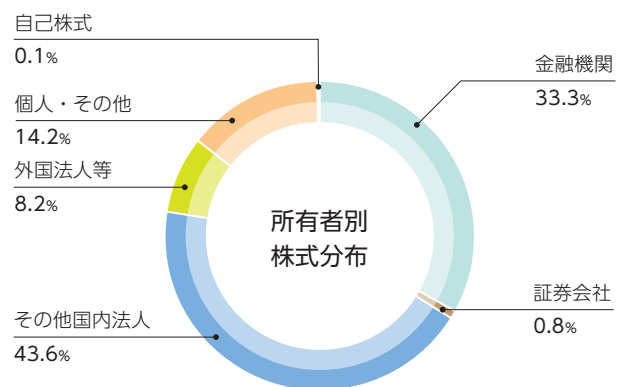 自己株式
0.1%
金融機関
33.3%
個人・その他
14.2%
外国法人等
8.2%
所有者別
株式分布
証券会社
0.8%
その他国内法人
43.6%